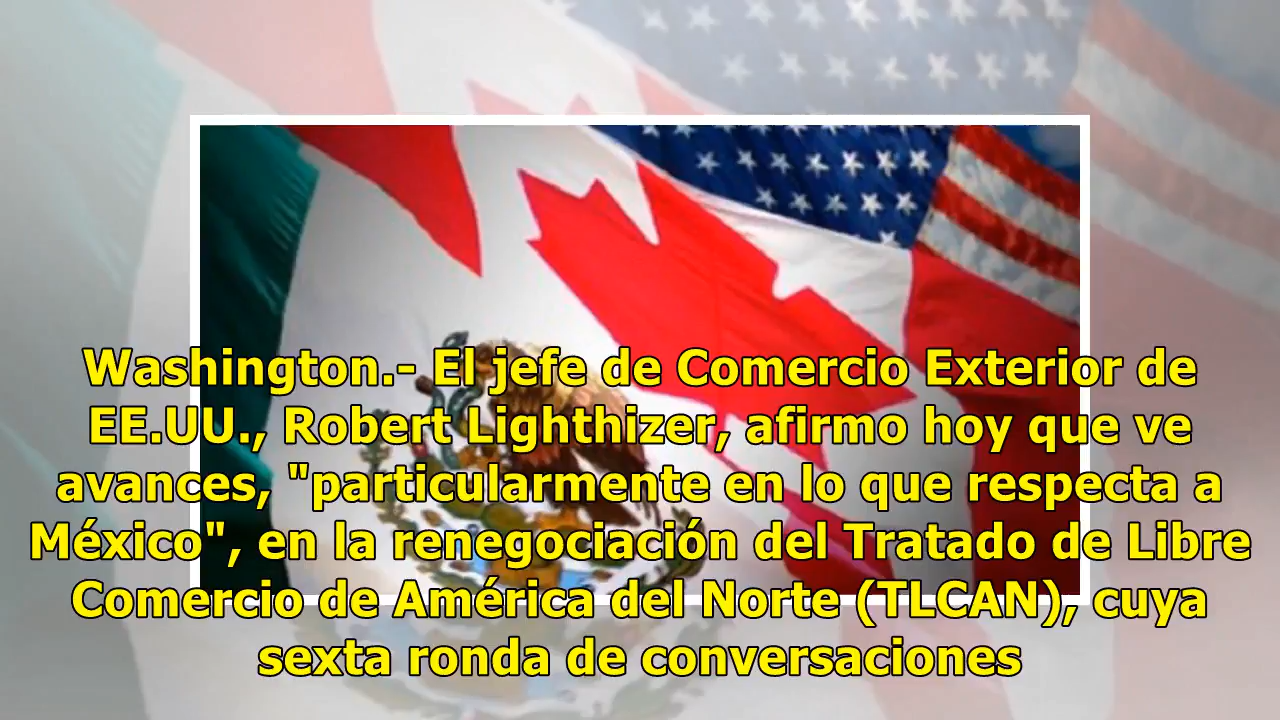 Washington.- El jefe de Comercio Exterior de
EE.UU., Robert Lighthizer, afirmo hoy que ve
avances, "particularmente en lo que respecta a
México", en la renegociación del Tratado de Libre
Comercio de América del Norte (TLCAN), cuya
sexta ronda de conversaciones